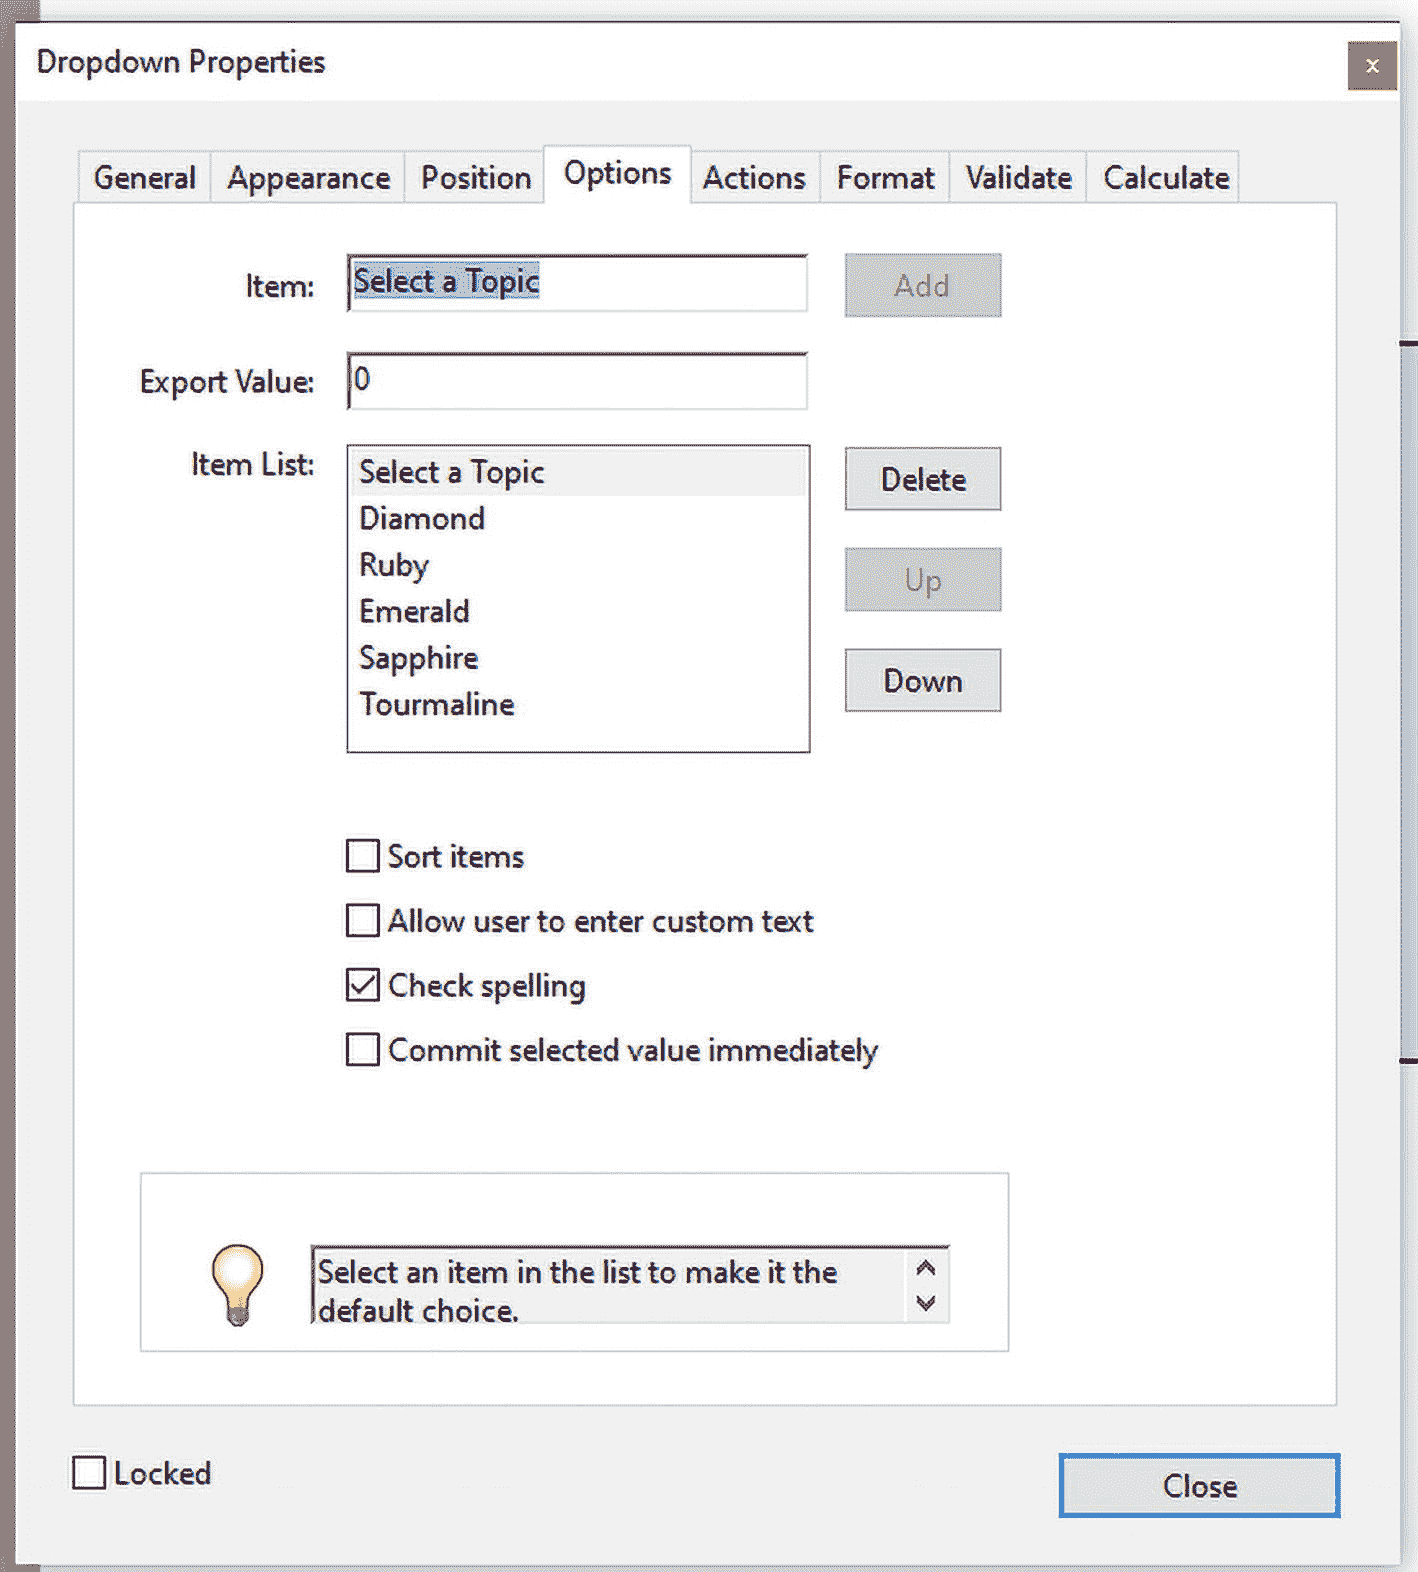 Dropdown Properties
x
General Appearance Position Options Actions Format Validate Calculate
Item: Select a Topic Add
Export Value: 0
Item List: Select a Topic Delete
Diamond
Ruby Up
Emerald
Sapphire Down
Tourmaline
Sort items
Allow user to enter custom text
Check spelling
Commit selected value immediately
Select an item in the list to make it the
default choice.
Locked
Close